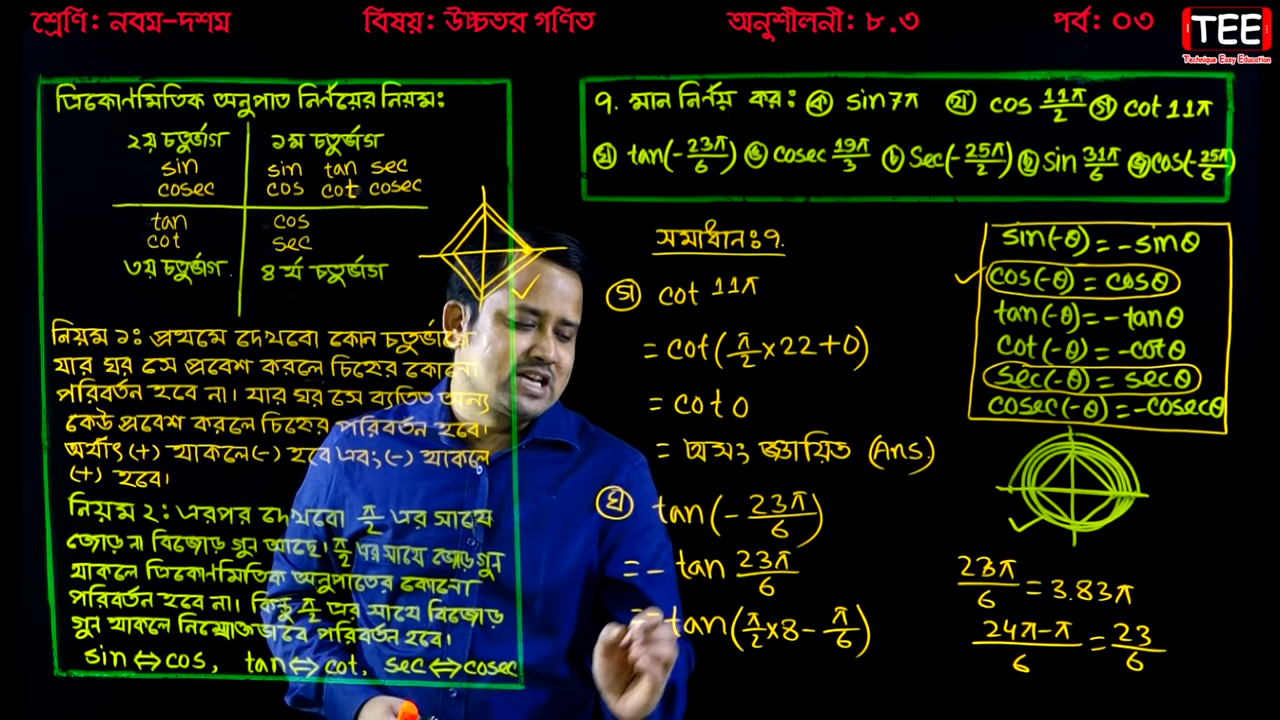 শ্রেণি: নবম-দশম বিষয়: উচ্চতর গণিত অনুশীলনী: ৮.৩ পর্ব: ০৩
TEE
Technique Easy Education
ত্রিকোণমিতিক অনুপাত নির্ণয়ের নিয়ম:
২য় চতুর্ভাগ ১ম চতুর্ভাগ
sin sin tan sec
cosec cos cot cosec
tan cos
cot sec
৩য় চতুর্ভাগ ৪র্থ চতুর্ভাগ
নিয়ম ১: প্রথমে দেখবো কোন চতুর্ভাগে
যার ঘর সে প্রবেশ করলে চিহ্নের কোনো
পরিবর্তন হবে না। যার ঘর সে ব্যতিত অন্য
কেউ প্রবেশ করলে চিহ্নের পরিবর্তন হবে।
অর্থাৎ (+) থাকলে (-) হবে এবং (-) থাকলে
(+) হবে।
নিয়ম ২: এরপর দেখবো π/2 এর সাথে
জোড় না বিজোড় গুন আছে। π/2 এর সাথে জোড় গুন
থাকলে ত্রিকোণমিতিক অনুপাতের কোনো
পরিবর্তন হবে না। কিন্তু π/2 এর সাথে বিজোড়
গুন থাকলে নিম্নোক্তভাবে পরিবর্তন হবে।
sin⇔cos, tan⇔cot, sec⇔cosec
৭. মান নির্ণয় কর: ক sin 7π খ cos 11π/2 গ cot 11π
ঘ tan(-23π/6) ঙ cosec 19π/3 চ sec(-25π/2) ছ sin 31π/6 জ cos(-25π/6)
সমাধান: ৭.
গ cot 11π
= cot(π/2×22+0)
= cot 0
= অসংজ্ঞায়িত (Ans.)
ঘ tan(-23π/6)
= - tan 23π/6
= - tan(π/2×8 - π/6)
sin(-θ) = -sinθ
cos(-θ) = cosθ
tan(-θ) = -tanθ
cot(-θ) = -cotθ
sec(-θ) = secθ
cosec(-θ) = -cosecθ
23π/6 = 3.83π
24π-π/6 = 23/6